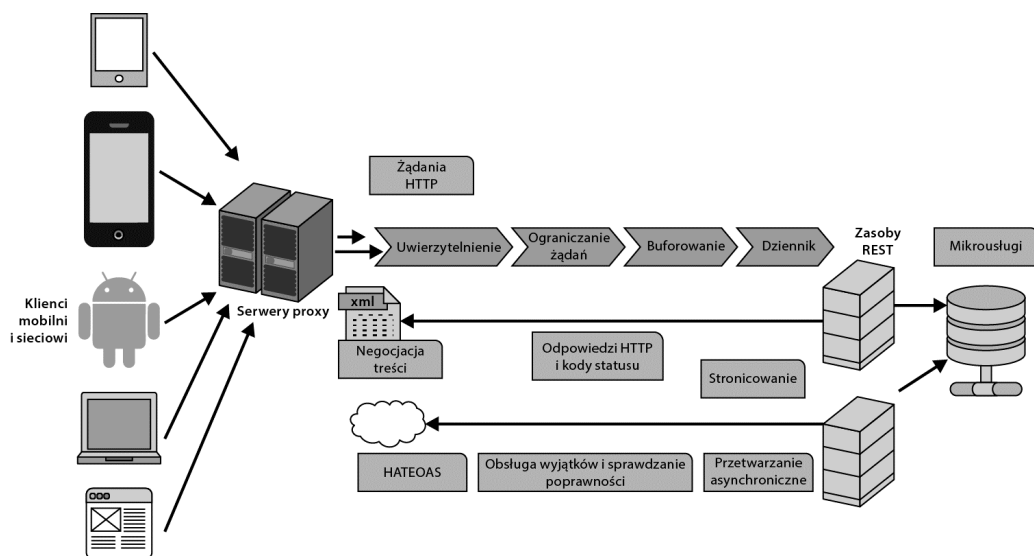 Żądania
HTTP
Uwierzytelnienie
Ograniczanie
żądań
Buforowanie
Dziennik
Zasoby
REST
Mikrousługi
Klienci
mobilni
i sieciowi
Serwery proxy
xml
Negocjacja
treści
Odpowiedzi HTTP
i kody statusu
Stronicowanie
HATEOAS
Obsługa wyjątków i sprawdzanie
poprawności
Przetwarzanie
asynchroniczne